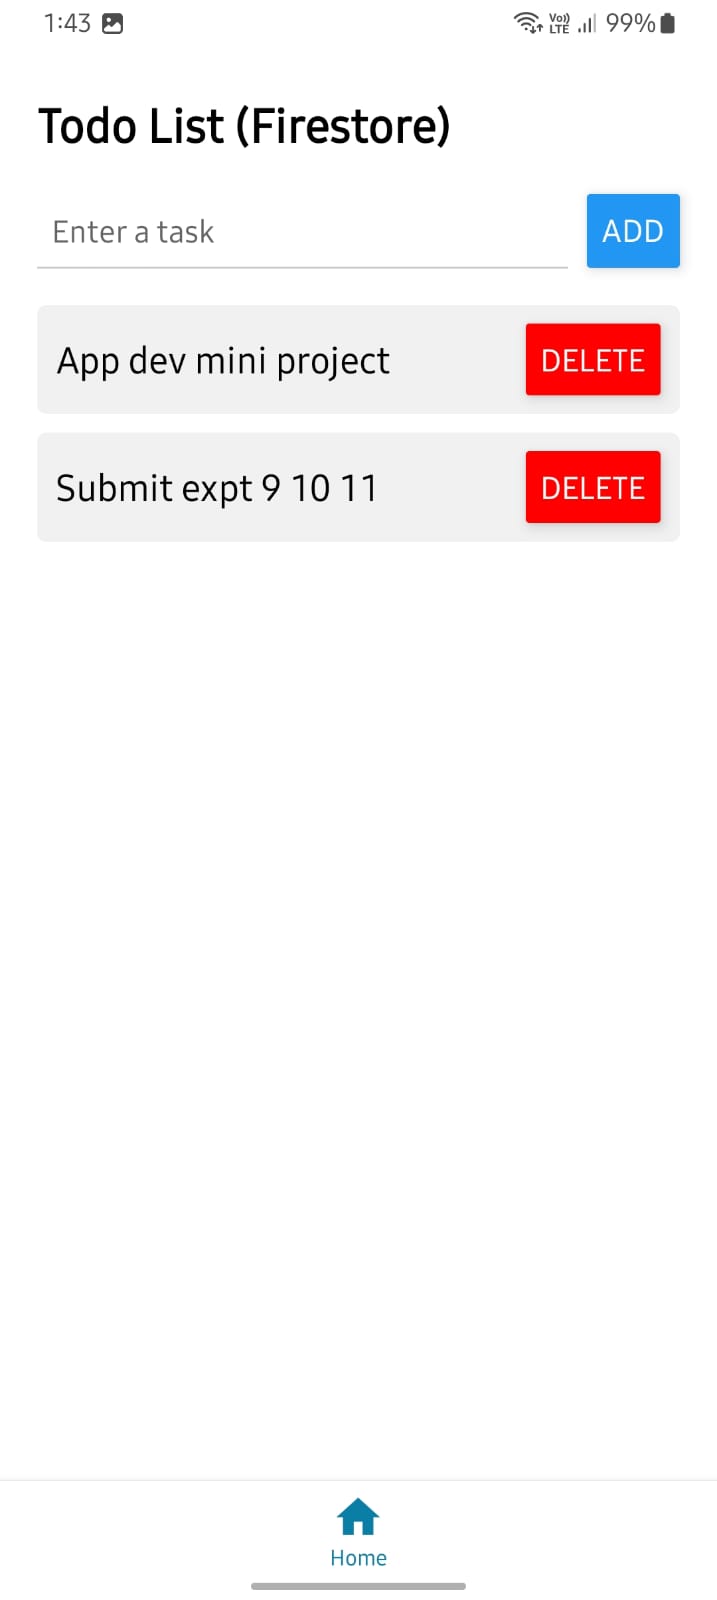 1:43 Vo)) LTE 99%
Todo List (Firestore)
Enter a task ADD
App dev mini project DELETE
Submit expt 9 10 11 DELETE
Home